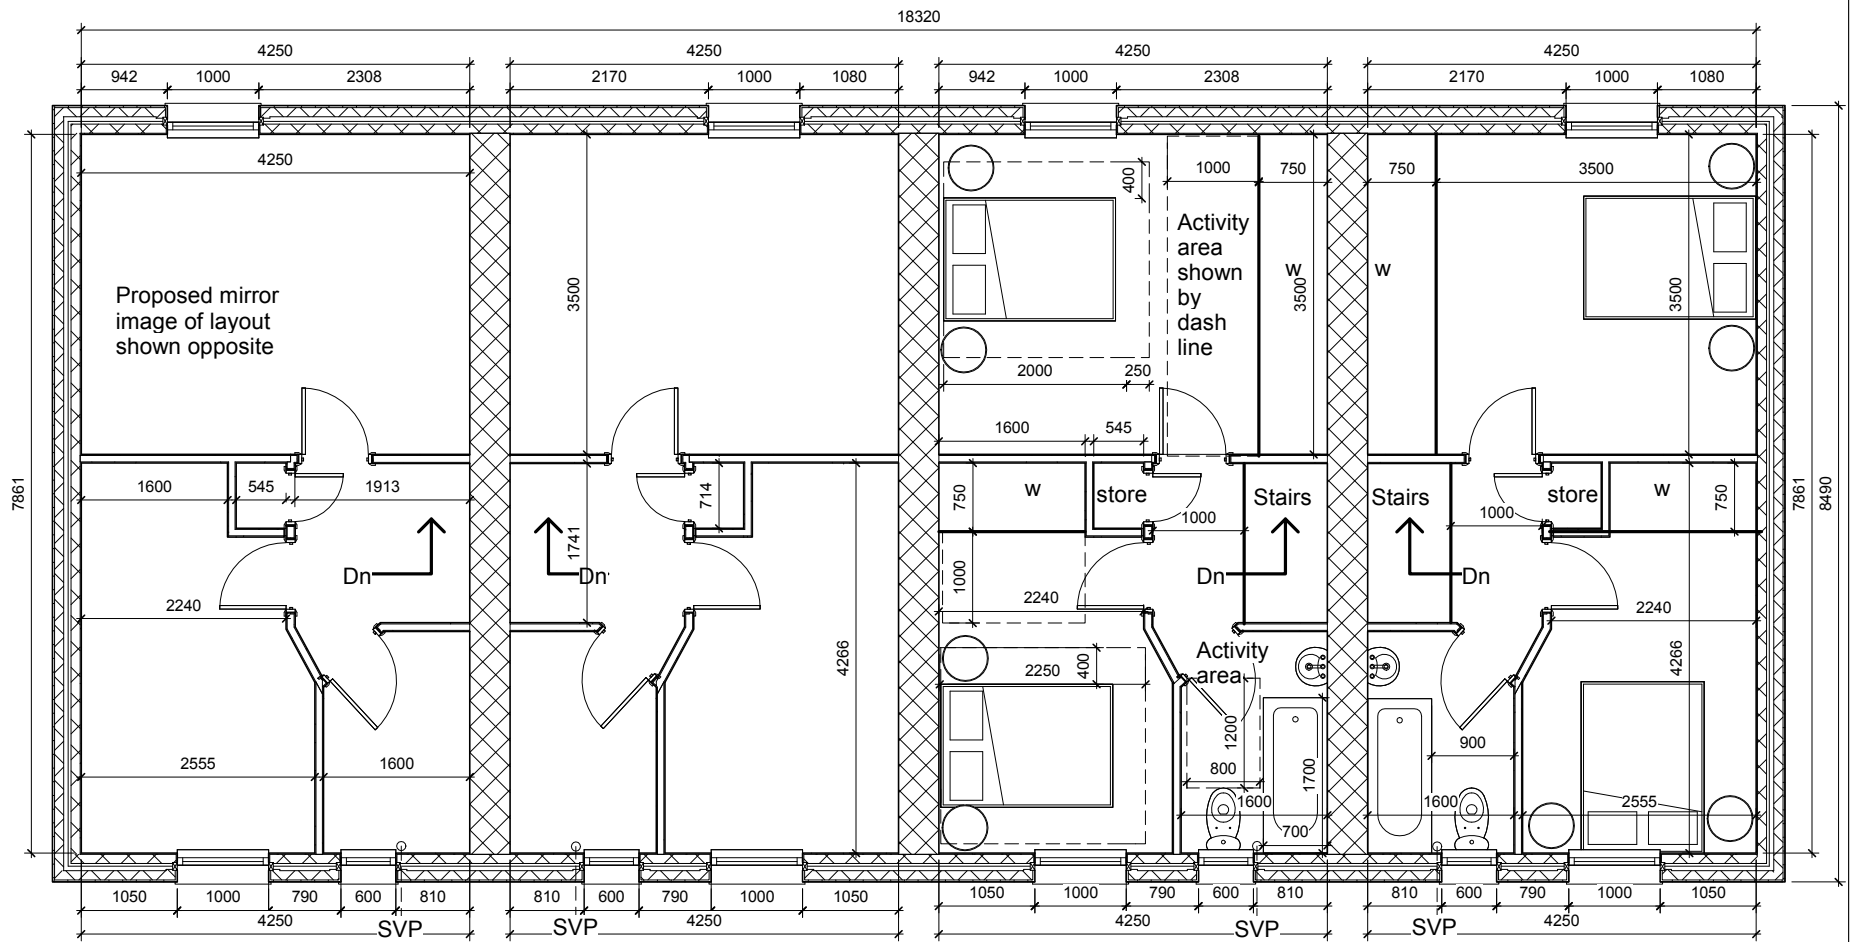 18320
4250 4250 4250 4250
942 1000 2308 2170 1000 1080 942 1000 2308 2170 1000 1080
4250
400
1000
750
750
3500
Activity
area
shown
by
dash
line
Proposed mirror
image of layout
shown opposite
3500
w
3500
w
3500
2000 250
1600 545
7861
1600 545 1913
714
750
w
store
1000
Stairs
Stairs
1000
store
w
750
7861
8490
1741
Dn
Dn
1000
Dn
Dn
2240
2240
2240
4266
Activity
area
2250
400
4266
2555 1600
1200
800
1700
900
1600
700
1600
2555
1050 1000 790 600 810 810 600 790 1000 1050 1050 1000 790 600 810 810 600 790 1000 1050
4250 4250 4250 4250
SVP SVP SVP SVP